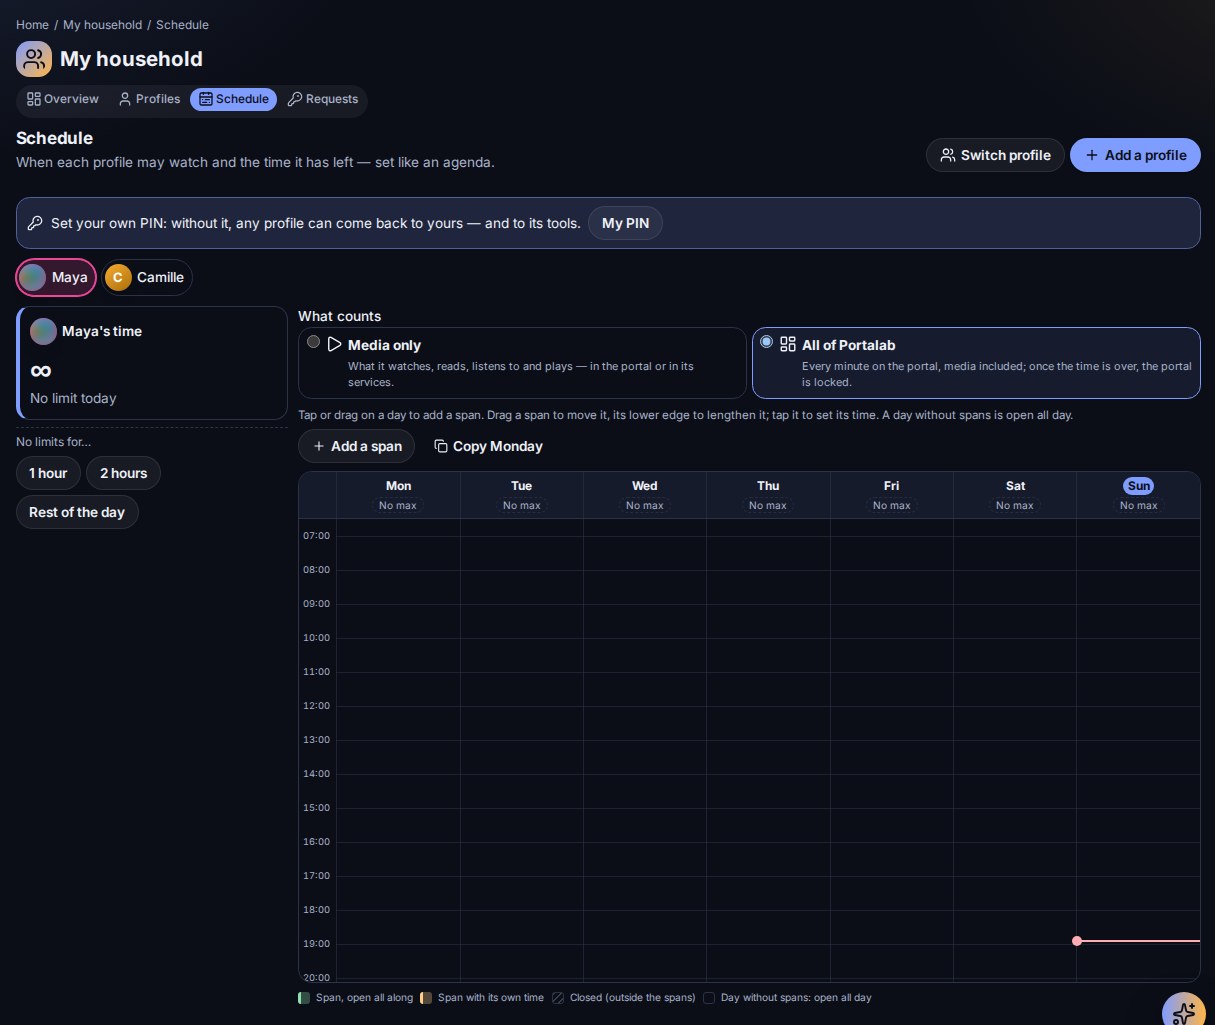 Home / My household / Schedule
My household
Overview Profiles Schedule Requests
Schedule
When each profile may watch and the time it has left — set like an agenda.
Switch profile
Add a profile
Set your own PIN: without it, any profile can come back to yours — and to its tools. My PIN
Maya C Camille
Maya's time
∞
No limit today
No limits for...
1 hour 2 hours
Rest of the day
What counts
Media only
What it watches, reads, listens to and plays — in the portal or in its
services.
All of Portalab
Every minute on the portal, media included; once the time is over, the portal
is locked.
Tap or drag on a day to add a span. Drag a span to move it, its lower edge to lengthen it; tap it to set its time. A day without spans is open all day.
+ Add a span Copy Monday
Mon Tue Wed Thu Fri Sat Sun
No max No max No max No max No max No max No max
07:00
08:00
09:00
10:00
11:00
12:00
13:00
14:00
15:00
16:00
17:00
18:00
19:00
20:00
Span, open all along Span with its own time Closed (outside the spans) Day without spans: open all day